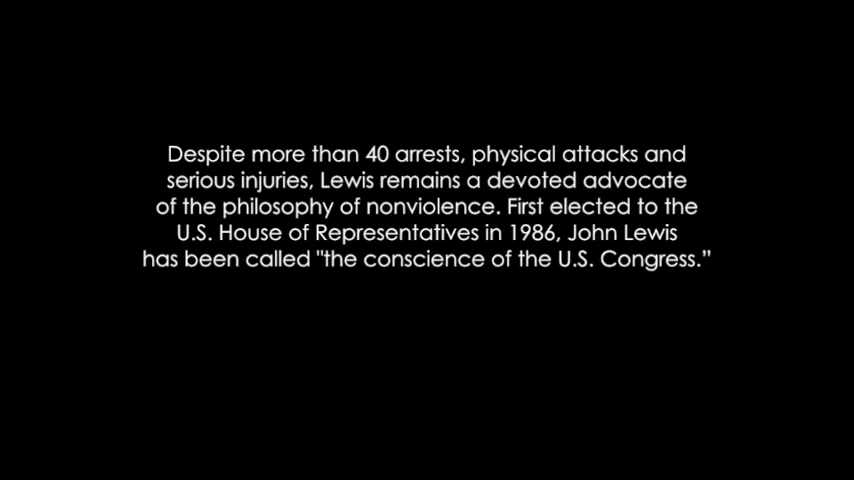 Despite more than 40 arrests, physical attacks and
serious injuries, Lewis remains a devoted advocate
of the philosophy of nonviolence. First elected to the
U.S. House of Representatives in 1986, John Lewis
has been called "the conscience of the U.S. Congress.”